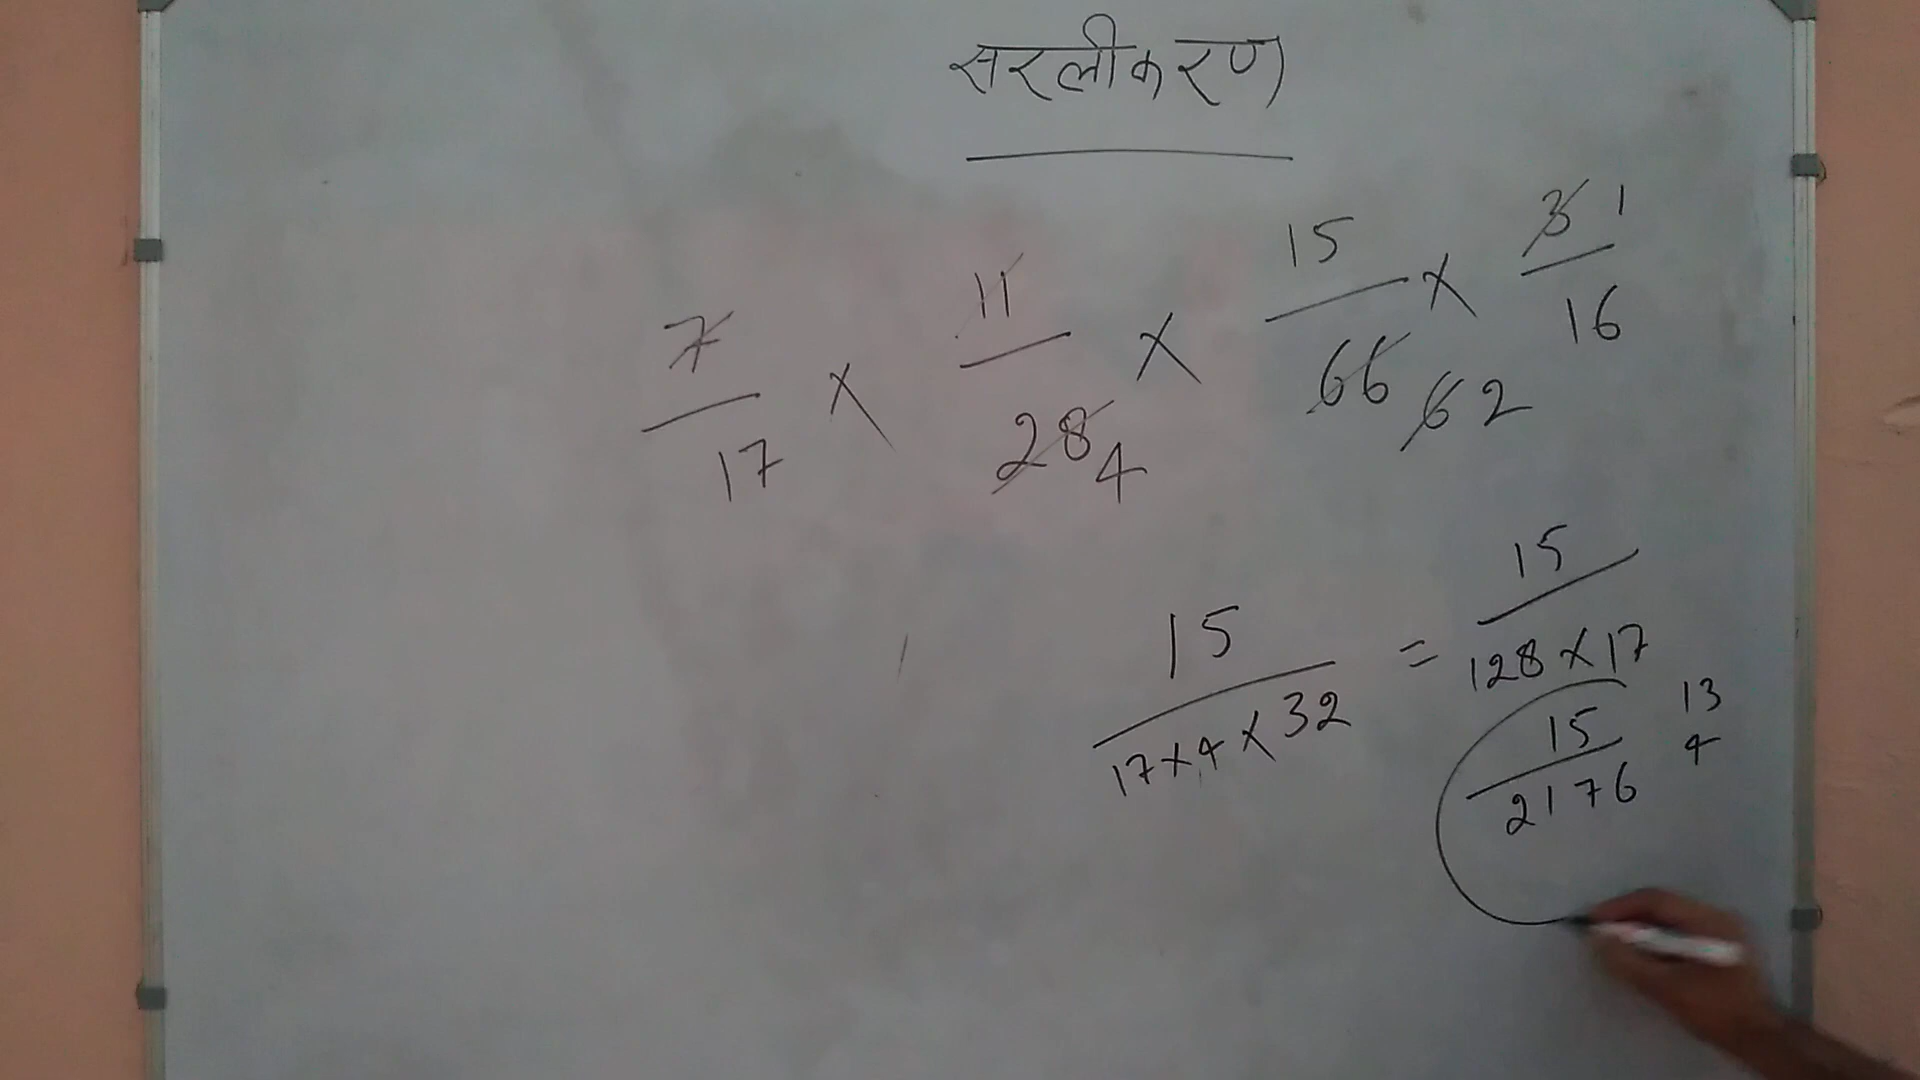 सरलीकरण
7/17 × 11/28 4 × 15/66 6 2 × 3 1/16
15/17×4×32 = 15/128×17
15/2176
13
4